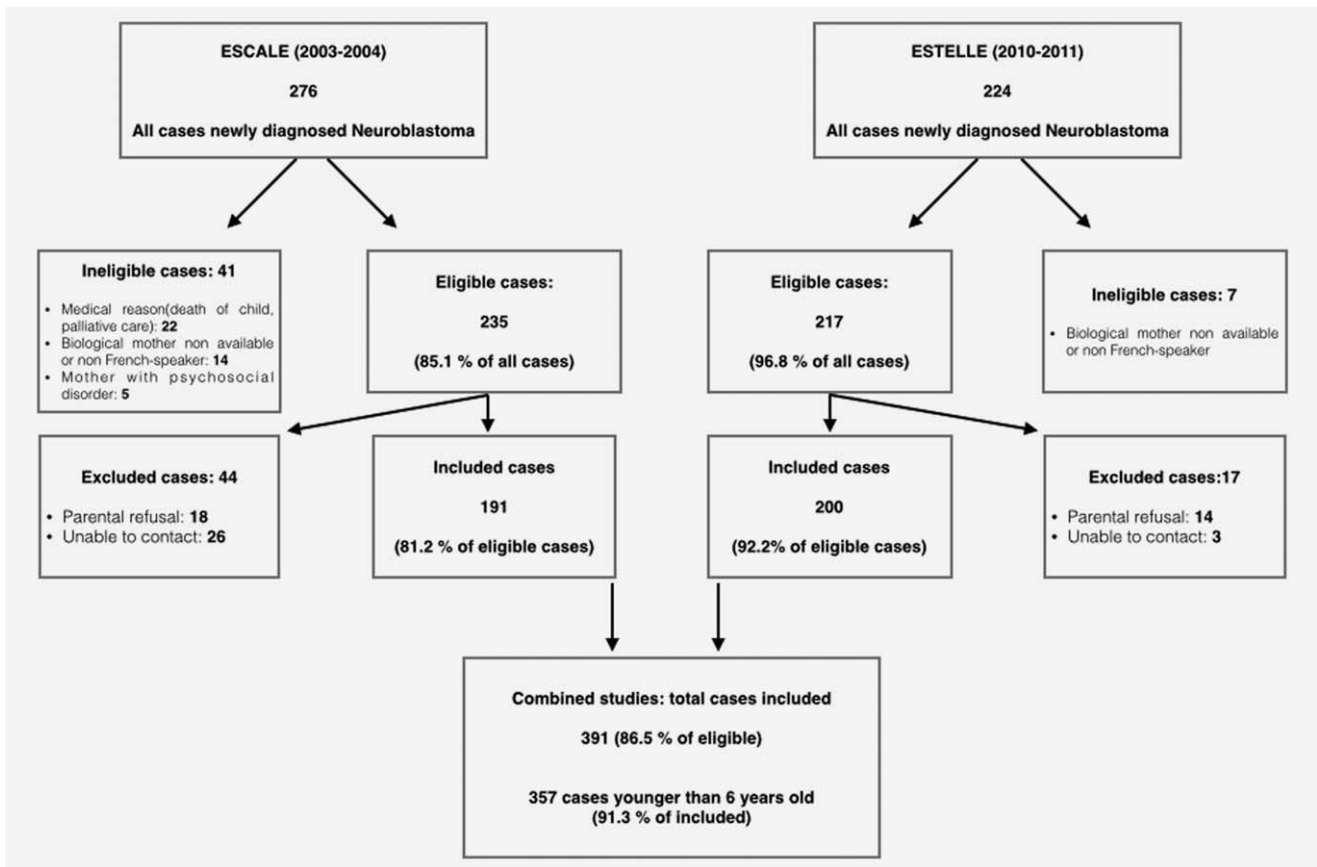 ESCALE (2003-2004)
276
All cases newly diagnosed Neuroblastoma
ESTELLE (2010-2011)
224
All cases newly diagnosed Neuroblastoma
Ineligible cases: 41
• Medical reason(death of child,
palliative care): 22
• Biological mother non available
or non French-speaker: 14
• Mother with psychosocial
disorder: 5
Eligible cases:
235
(85.1 % of all cases)
Eligible cases:
217
(96.8 % of all cases)
Ineligible cases: 7
• Biological mother non available
or non French-speaker
Excluded cases: 44
• Parental refusal: 18
• Unable to contact: 26
Included cases
191
(81.2 % of eligible cases)
Included cases
200
(92.2% of eligible cases)
Excluded cases:17
• Parental refusal: 14
• Unable to contact: 3
Combined studies: total cases included
391 (86.5 % of eligible)
357 cases younger than 6 years old
(91.3 % of included)